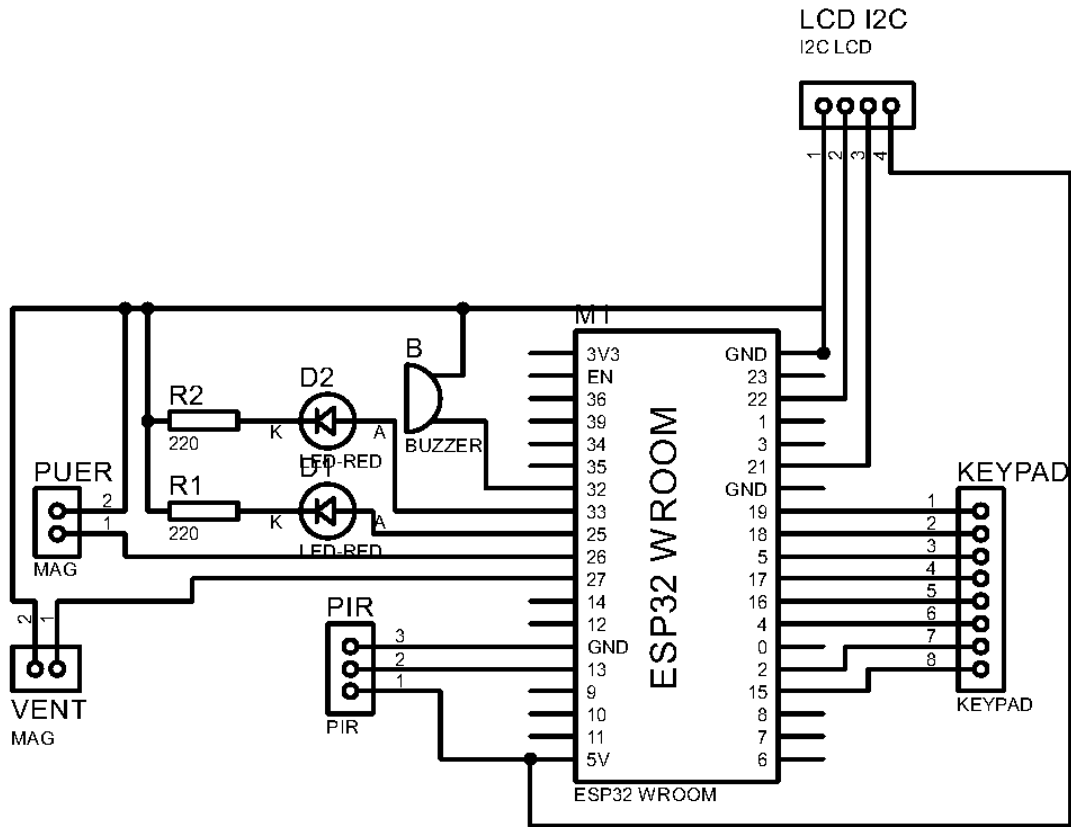 LCD I2C
I2C LCD
1
2
3
4
M1
B
BUZZER
D2
K
A
LED-RED
R2
220
D1
K
A
LED-RED
R1
220
PUER
2
1
MAG
2
1
VENT
MAG
PIR
3
2
1
PIR
3V3
EN
36
39
34
35
32
33
25
26
27
14
12
GND
13
9
10
11
5V
ESP32 WROOM
GND
23
22
1
3
21
GND
19
18
5
17
16
4
0
2
15
8
7
6
ESP32 WROOM
KEYPAD
1
2
3
4
5
6
7
8
KEYPAD